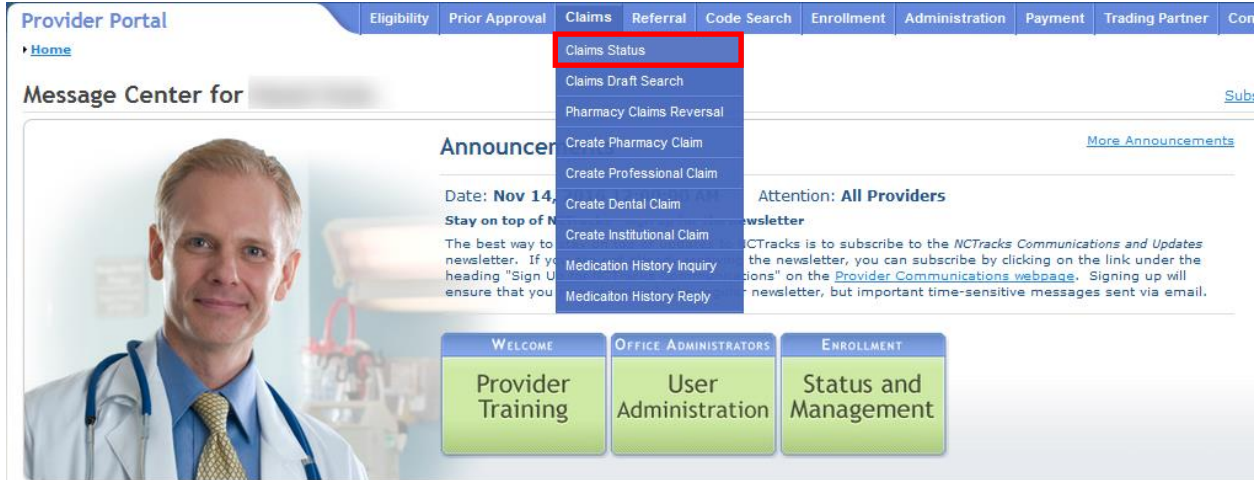 Provider Portal
Eligibility Prior Approval Claims Referral Code Search Enrollment Administration Payment Trading Partner
Home
Claims Status
Claims Draft Search
Pharmacy Claims Reversal
Create Pharmacy Claim
Create Professional Claim
Create Dental Claim
Create Institutional Claim
Medication History Inquiry
Medicaiton History Reply
Message Center for
Subs
More Announcements
Date: Nov 14, Attention: All Providers
Stay on top of newsletter
The best way to NCTracks is to subscribe to the NCTracks Communications and Updates
newsletter. If the newsletter, you can subscribe by clicking on the link under the
heading "Sign on the Provider Communications webpage. Signing up will
ensure that you newsletter, but important time-sensitive messages sent via email.
WELCOME
Provider
Training
OFFICE ADMINISTRATORS
User
Administration
ENROLLMENT
Status and
Management